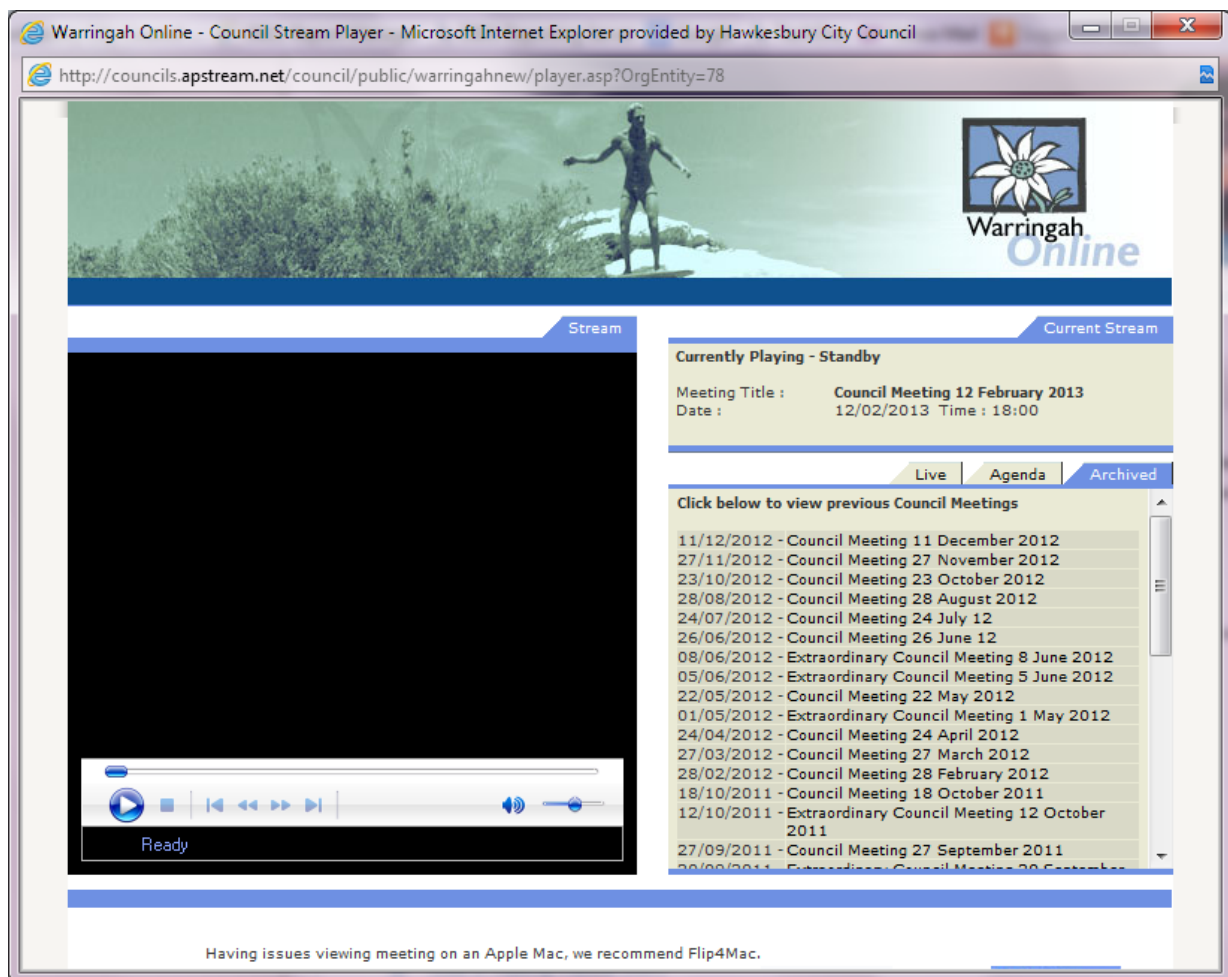 Warringah Online - Council Stream Player - Microsoft Internet Explorer provided by Hawkesbury City Council
http://councils.apstream.net/council/public/warringahnew/player.asp?OrgEntity=78
Warringah
Online
Stream
Ready
Current Stream
Currently Playing - Standby
Meeting Title : Council Meeting 12 February 2013
Date : 12/02/2013 Time : 18:00
Live Agenda Archived
Click below to view previous Council Meetings
11/12/2012 - Council Meeting 11 December 2012
27/11/2012 - Council Meeting 27 November 2012
23/10/2012 - Council Meeting 23 October 2012
28/08/2012 - Council Meeting 28 August 2012
24/07/2012 - Council Meeting 24 July 12
26/06/2012 - Council Meeting 26 June 12
08/06/2012 - Extraordinary Council Meeting 8 June 2012
05/06/2012 - Extraordinary Council Meeting 5 June 2012
22/05/2012 - Council Meeting 22 May 2012
01/05/2012 - Extraordinary Council Meeting 1 May 2012
24/04/2012 - Council Meeting 24 April 2012
27/03/2012 - Council Meeting 27 March 2012
28/02/2012 - Council Meeting 28 February 2012
18/10/2011 - Council Meeting 18 October 2011
12/10/2011 - Extraordinary Council Meeting 12 October
2011
27/09/2011 - Council Meeting 27 September 2011
Having issues viewing meeting on an Apple Mac, we recommend Flip4Mac.